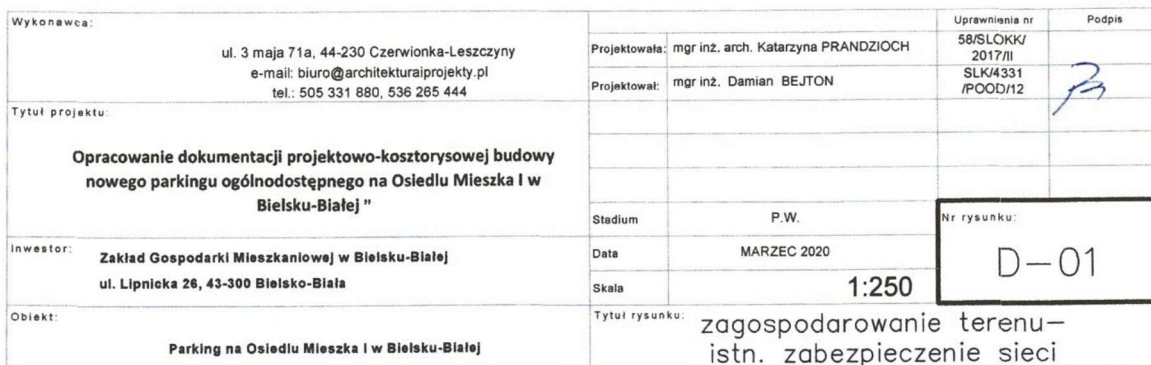 Wykonawca:
ul. 3 maja 71a, 44-230 Czerwionka-Leszczyny
e-mail: biuro@architekturaiprojekty.pl
tel.: 505 331 880, 536 265 444
Uprawnienia nr
Podpis
Projektowała: mgr inż. arch. Katarzyna PRANDZIOCH
58/SLOKK/
2017/II
Projektował: mgr inż. Damian BEJTON
SLK/4331
/POOD/12
Tytuł projektu:
Opracowanie dokumentacji projektowo-kosztorysowej budowy
nowego parkingu ogólnodostępnego na Osiedlu Mieszka I w
Bielsku-Białej "
Stadium P.W.
Data MARZEC 2020
Skala 1:250
Nr rysunku:
D-01
Inwestor:
Zakład Gospodarki Mieszkaniowej w Bielsku-Białej
ul. Lipnicka 26, 43-300 Bielsko-Biała
Obiekt:
Parking na Osiedlu Mieszka I w Bielsku-Białej
Tytuł rysunku:
zagospodarowanie terenu-
istn. zabezpieczenie sieci